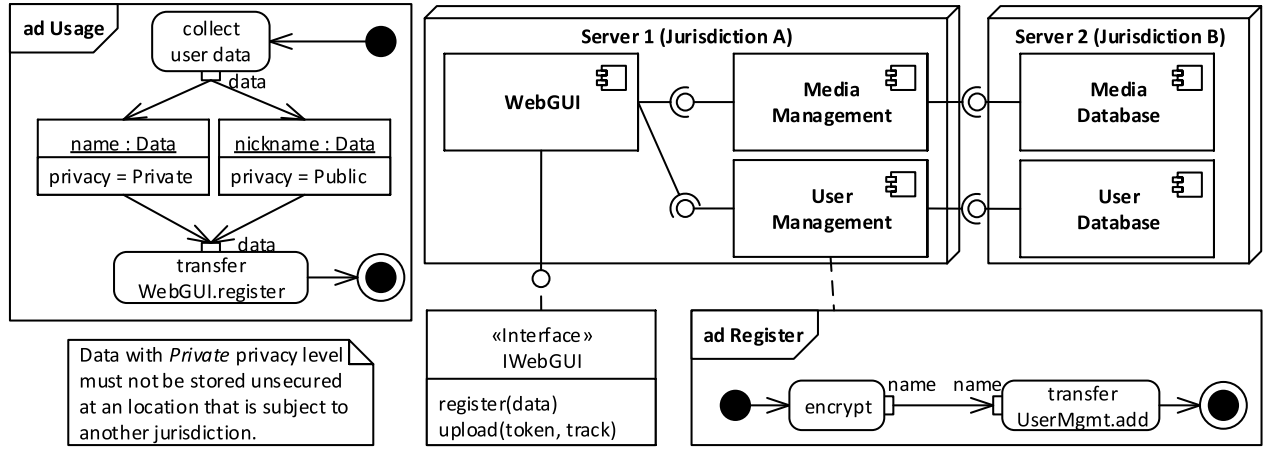 ad Usage
collect
user data
data
name : Data
privacy = Private
nickname : Data
privacy = Public
data
transfer
WebGUI.register
Data with Private privacy level
must not be stored unsecured
at an location that is subject to
another jurisdiction.
Server 1 (Jurisdiction A)
WebGUI
Media
Management
User
Management
Server 2 (Jurisdiction B)
Media
Database
User
Database
«Interface»
IWebGUI
register(data)
upload(token, track)
ad Register
encrypt
name
name
transfer
UserMgmt.add